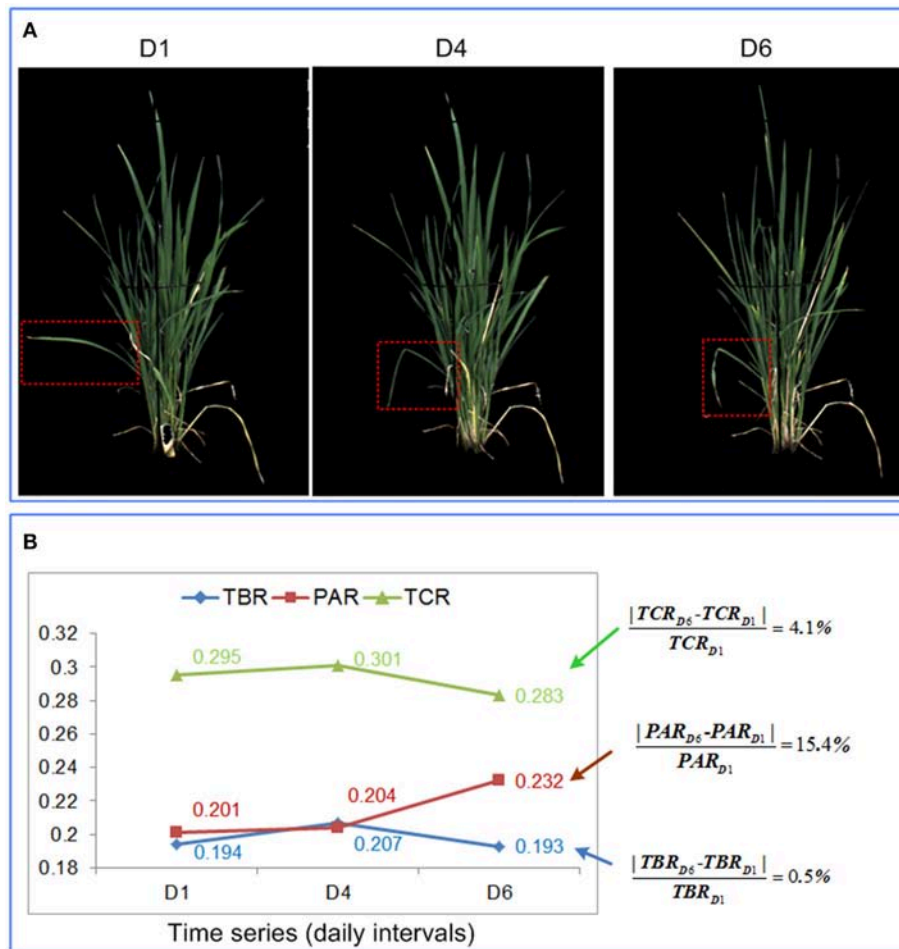 A
D1 D4 D6
B
TBR PAR TCR
0.32
0.3
0.28
0.26
0.24
0.22
0.2
0.18
0.295 0.301 0.283
0.201 0.204 0.232
0.194 0.207 0.193
D1 D4 D6
Time series (daily intervals)
|TCR_D6-TCR_D1| / TCR_D1 = 4.1%
|PAR_D6-PAR_D1| / PAR_D1 = 15.4%
|TBR_D6-TBR_D1| / TBR_D1 = 0.5%